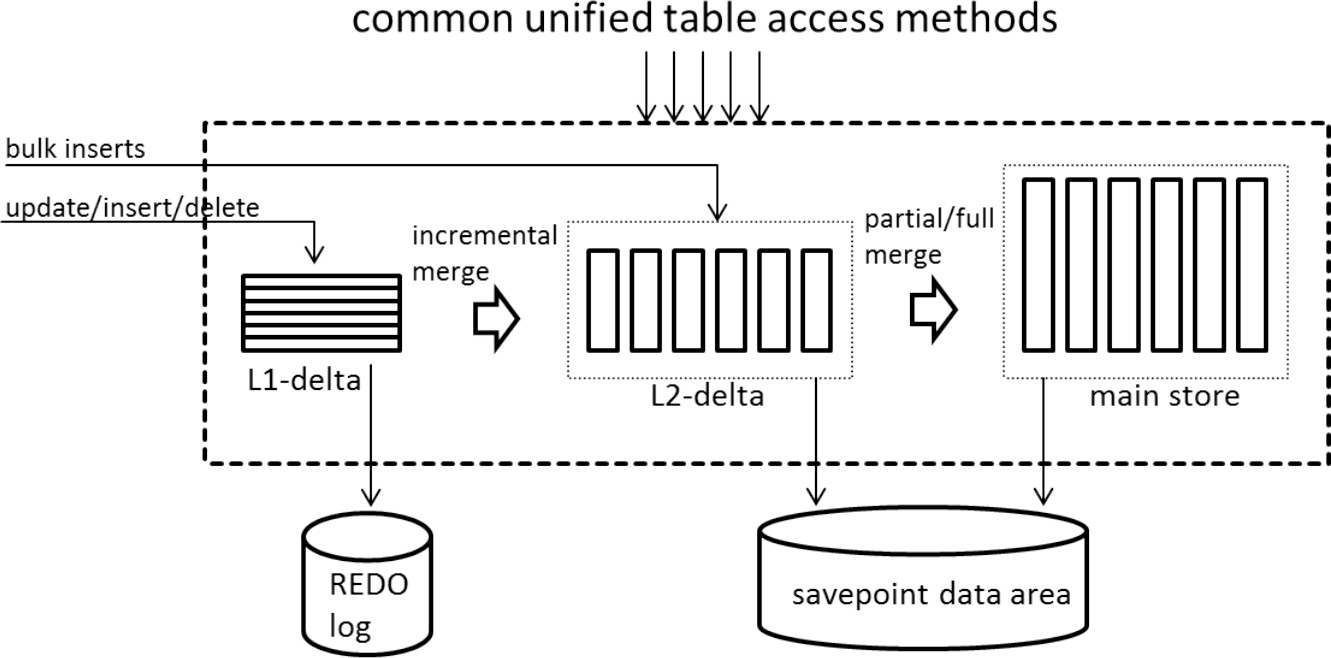 common unified table access methods
bulk inserts
update/insert/delete
incremental
merge
partial/full
merge
L1-delta
L2-delta
main store
REDO
log
savepoint data area